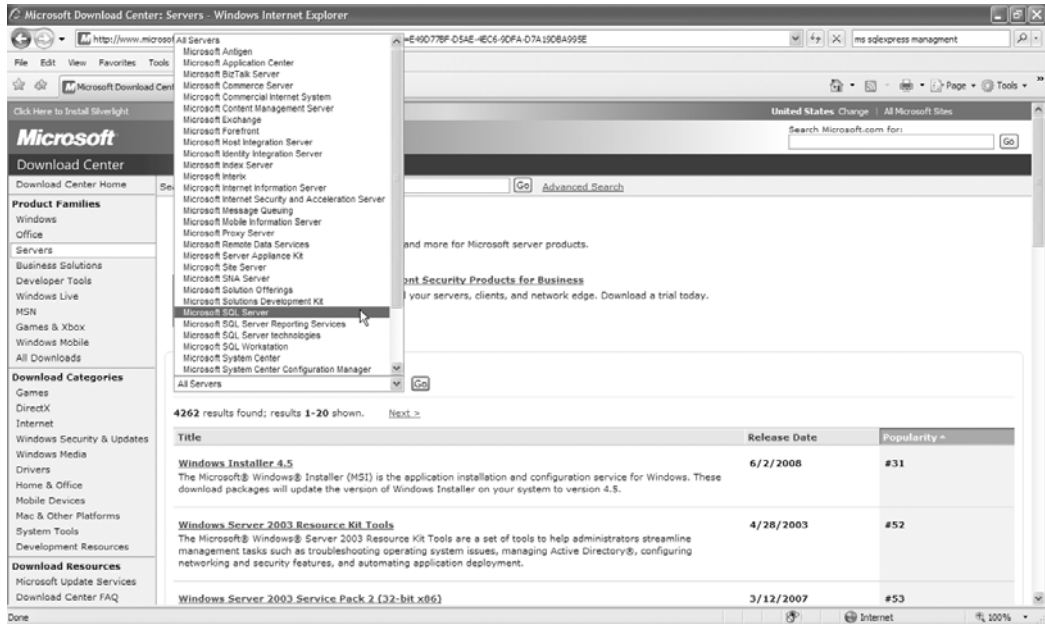 Microsoft Download Center: Servers - Windows Internet Explorer
http://www.microsof
=E49D77BF-D5AE-4EC6-9DFA-D7A19DBA995E
ms sqlexpress managment
File Edit View Favorites Tools
Microsoft Download Cent
Page Tools
Click Here to Install Silverlight
United States Change | All Microsoft Sites
Microsoft
Search Microsoft.com for:
Go
Download Center
Download Center Home
Go Advanced Search
Product Families
Windows
Office
Servers
Business Solutions
Developer Tools
Windows Live
MSN
Games & Xbox
Windows Mobile
All Downloads
Download Categories
Games
DirectX
Internet
Windows Security & Updates
Windows Media
Drivers
Home & Office
Mobile Devices
Mac & Other Platforms
System Tools
Development Resources
Download Resources
Microsoft Update Services
Download Center FAQ
All Servers
Microsoft Antigen
Microsoft Application Center
Microsoft BizTalk Server
Microsoft Commerce Server
Microsoft Commercial Internet System
Microsoft Content Management Server
Microsoft Exchange
Microsoft Forefront
Microsoft Host Integration Server
Microsoft Identity Integration Server
Microsoft Index Server
Microsoft Interix
Microsoft Internet Information Server
Microsoft Internet Security and Acceleration Server
Microsoft Message Queuing
Microsoft Mobile Information Server
Microsoft Proxy Server
Microsoft Remote Data Services
Microsoft Server Appliance Kit
Microsoft Site Server
Microsoft SNA Server
Microsoft Solution Offerings
Microsoft Solutions Development Kit
Microsoft SQL Server
Microsoft SQL Server Reporting Services
Microsoft SQL Server technologies
Microsoft SQL Workstation
Microsoft System Center
Microsoft System Center Configuration Manager
and more for Microsoft server products.
ont Security Products for Business
your servers, clients, and network edge. Download a trial today.
All Servers Go
4262 results found; results 1-20 shown. Next >
Title Release Date Popularity
Windows Installer 4.5 6/2/2008 #31
The Microsoft® Windows® Installer (MSI) is the application installation and configuration service for Windows. These
download packages will update the version of Windows Installer on your system to version 4.5.
Windows Server 2003 Resource Kit Tools 4/28/2003 #52
The Microsoft® Windows® Server 2003 Resource Kit Tools are a set of tools to help administrators streamline
management tasks such as troubleshooting operating system issues, managing Active Directory®, configuring
networking and security features, and automating application deployment.
Windows Server 2003 Service Pack 2 (32-bit x86) 3/12/2007 #53
Done Internet 100%